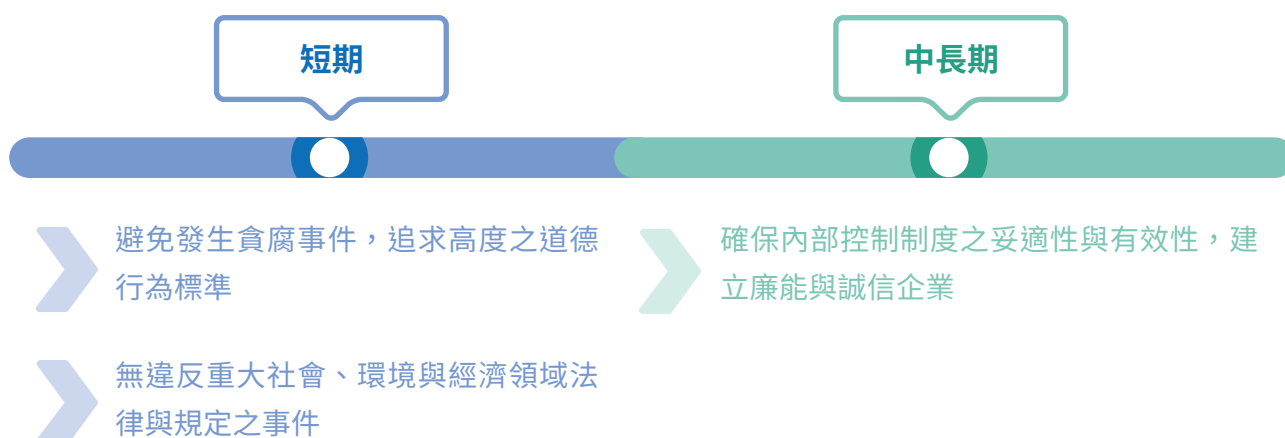 短期
避免發生貪腐事件，追求高度之道德
行為標準
無違反重大社會、環境與經濟領域法
律與規定之事件
中長期
確保內部控制制度之妥適性與有效性，建
立廉能與誠信企業